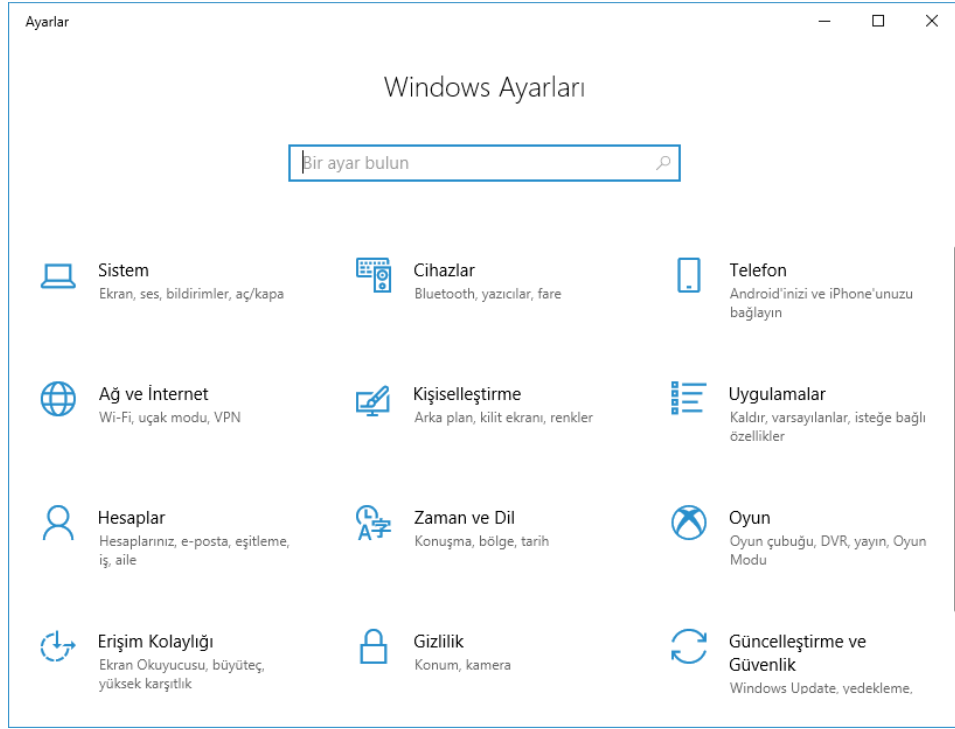 Ayarlar
Windows Ayarları
Bir ayar bulun
Sistem
Ekran, ses, bildirimler, aç/kapa
Cihazlar
Bluetooth, yazıcılar, fare
Telefon
Android'inizi ve iPhone'unuzu
bağlayın
Ağ ve İnternet
Wi-Fi, uçak modu, VPN
Kişiselleştirme
Arka plan, kilit ekranı, renkler
Uygulamalar
Kaldır, varsayılanlar, isteğe bağlı
özellikler
Hesaplar
Hesaplarınız, e-posta, eşitleme,
iş, aile
Zaman ve Dil
Konuşma, bölge, tarih
Oyun
Oyun çubuğu, DVR, yayın, Oyun
Modu
Erişim Kolaylığı
Ekran Okuyucusu, büyüteç,
yüksek karşıtlık
Gizlilik
Konum, kamera
Güncelleştirme ve
Güvenlik
Windows Update, yedekleme,